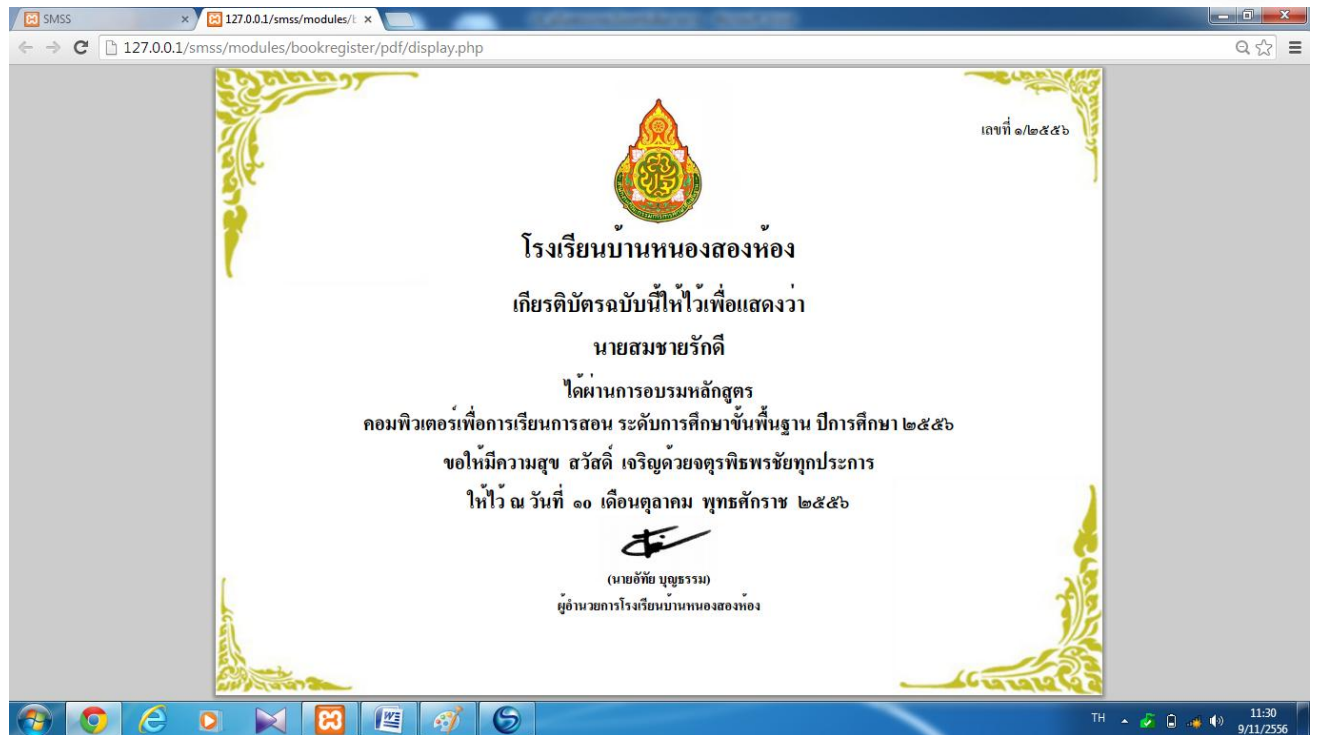 SMSS
127.0.0.1/smss/modules/b
127.0.0.1/smss/modules/bookregister/pdf/display.php
เลขที่ ๑/๒๕๕๖
โรงเรียนบ้านหนองสองห้อง
เกียรติบัตรฉบับนี้ให้ไว้เพื่อแสดงว่า
นายสมชายรักดี
ได้ผ่านการอบรมหลักสูตร
คอมพิวเตอร์เพื่อการเรียนการสอน ระดับการศึกษาขั้นพื้นฐาน ปีการศึกษา ๒๕๕๖
ขอให้มีความสุข สวัสดิ์ เจริญด้วยจตุรพิธพรชัยทุกประการ
ให้ไว้ ณ วันที่ ๑๐ เดือนตุลาคม พุทธศักราช ๒๕๕๖
(นายอัทัย บุญธรรม)
ผู้อำนวยการโรงเรียนบ้านหนองสองห้อง
TH
11:30
9/11/2556